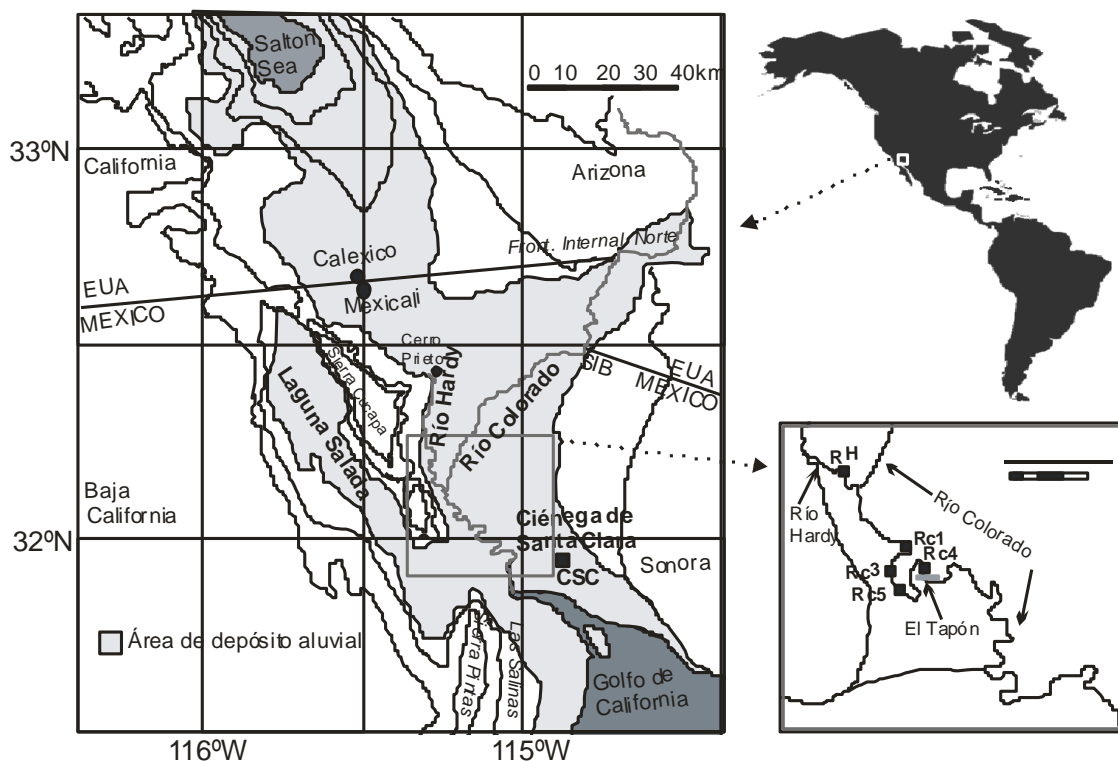 Salton
Sea
0 10 20 30 40km
33ºN
California
Arizona
Front. Internal. Norte
Calexico
EUA
MEXICO
Mexicali
Cerro
Prieto
Sierra Cucapa
Río Hardy
Río Colorado
SIB
EUA
MEXICO
Laguna Salada
Baja
California
32ºN
Ciénega de
Santa Clara
CSC
Sonora
Área de depósito aluvial
Sierra Pintas
Las Salinas
Golfo de
California
116ºW
115ºW
RH
Río
Hardy
Río Colorado
Rc1
Rc4
Rc3
Rc5
El Tapón